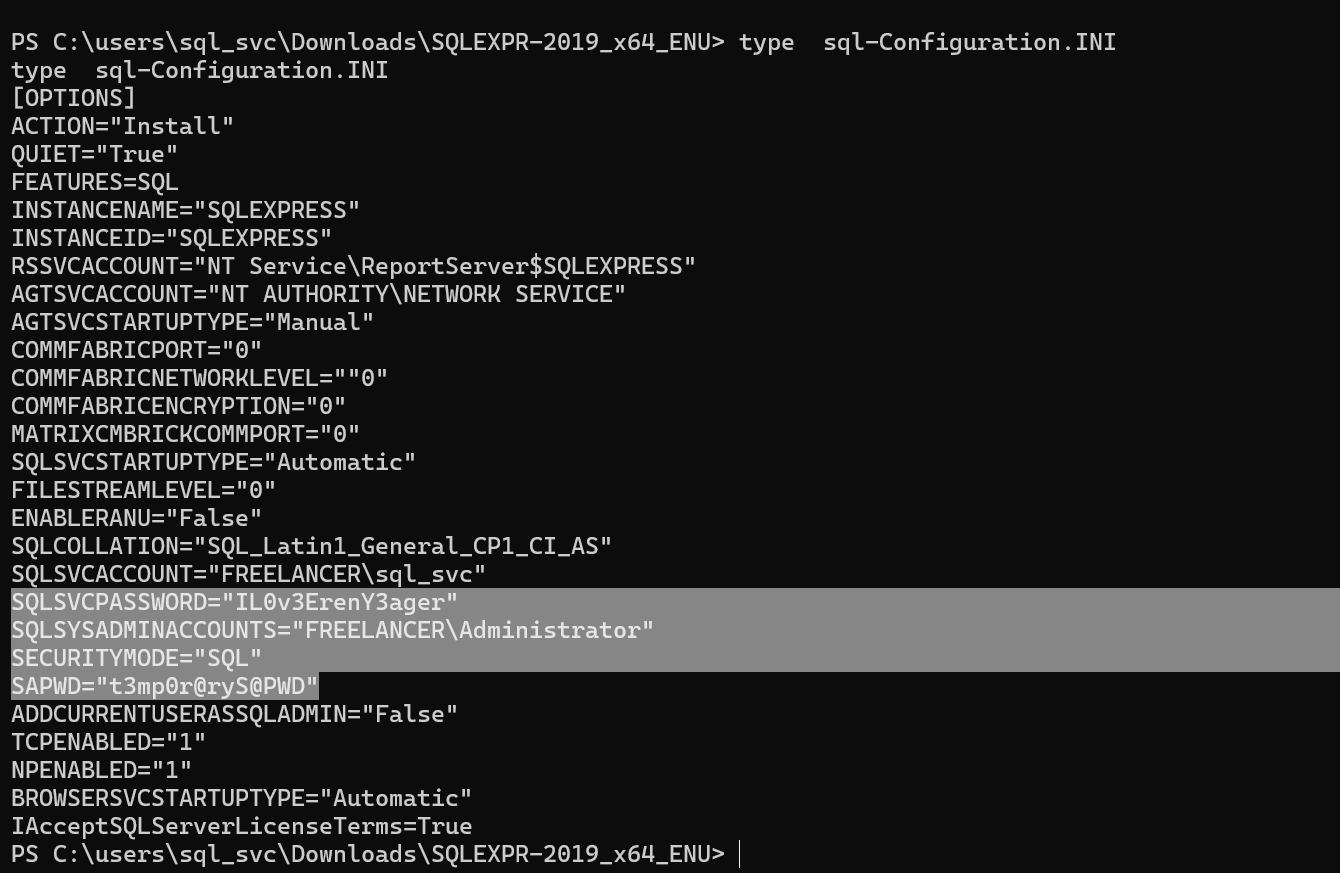 PS C:\users\sql_svc\Downloads\SQLEXPR-2019_x64_ENU> type  sql-Configuration.INI
type  sql-Configuration.INI
[OPTIONS]
ACTION="Install"
QUIET="True"
FEATURES=SQL
INSTANCENAME="SQLEXPRESS"
INSTANCEID="SQLEXPRESS"
RSSVCACCOUNT="NT Service\ReportServer$SQLEXPRESS"
AGTSVCACCOUNT="NT AUTHORITY\NETWORK SERVICE"
AGTSVCSTARTUPTYPE="Manual"
COMMFABRICPORT="0"
COMMFABRICNETWORKLEVEL=""0"
COMMFABRICENCRYPTION="0"
MATRIXCMBRICKCOMMPORT="0"
SQLSVCSTARTUPTYPE="Automatic"
FILESTREAMLEVEL="0"
ENABLERANU="False"
SQLCOLLATION="SQL_Latin1_General_CP1_CI_AS"
SQLSVCACCOUNT="FREELANCER\sql_svc"
SQLSVCPASSWORD="IL0v3ErenY3ager"
SQLSYSADMINACCOUNTS="FREELANCER\Administrator"
SECURITYMODE="SQL"
SAPWD="t3mp0r@ryS@PWD"
ADDCURRENTUSERASSQLADMIN="False"
TCPENABLED="1"
NPENABLED="1"
BROWSERSVCSTARTUPTYPE="Automatic"
IAcceptSQLServerLicenseTerms=True
PS C:\users\sql_svc\Downloads\SQLEXPR-2019_x64_ENU>